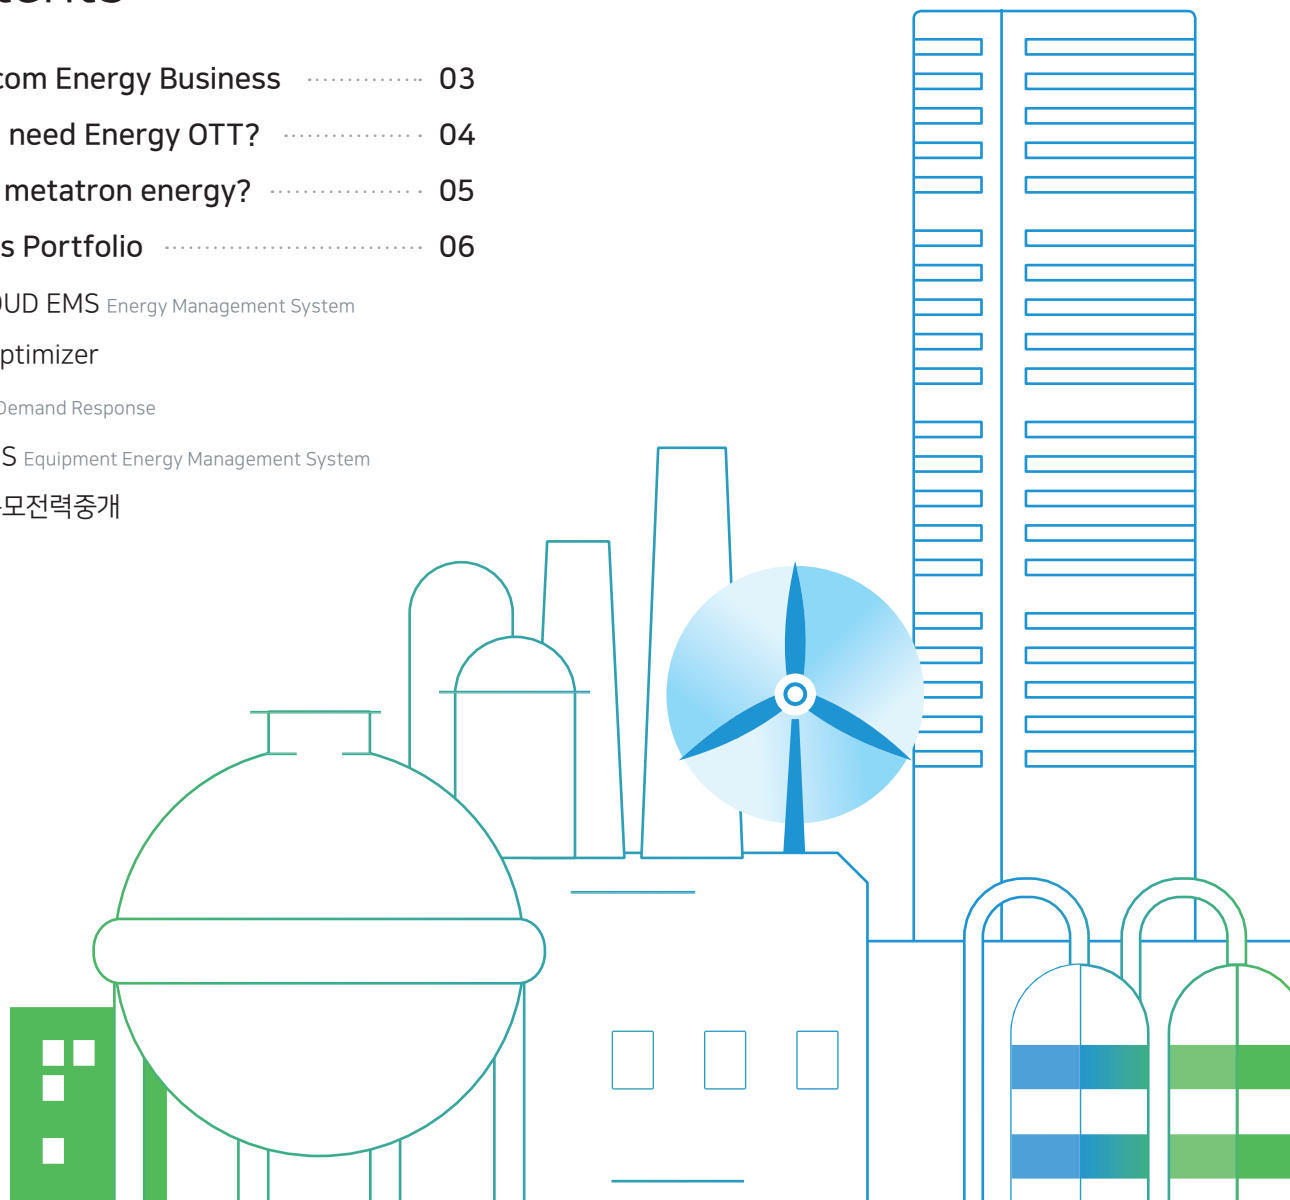 com Energy Business 03
need Energy OTT? 04
metatron energy? 05
s Portfolio 06
OUD EMS Energy Management System
ptimizer
Demand Response
S Equipment Energy Management System
모전력중개